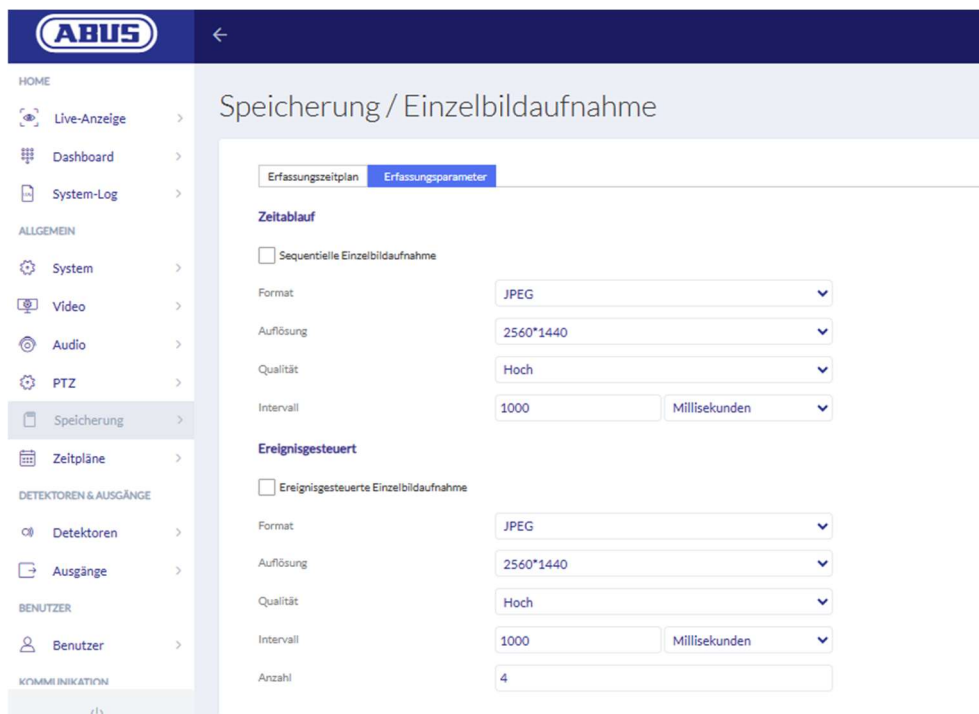 ABUS
HOME
Live-Anzeige
Dashboard
System-Log
ALLGEMEIN
System
Video
Audio
PTZ
Speicherung
Zeitpläne
DETEKTOREN & AUSGÄNGE
Detektoren
Ausgänge
BENUTZER
Benutzer
KOMMUNIKATION
Speicherung / Einzelbildaufnahme
Erfassungszeitplan Erfassungsparameter
Zeitablauf
Sequentielle Einzelbildaufnahme
Format JPEG
Auflösung 2560*1440
Qualität Hoch
Intervall 1000 Millisekunden
Ereignisgesteuert
Ereignisgesteuerte Einzelbildaufnahme
Format JPEG
Auflösung 2560*1440
Qualität Hoch
Intervall 1000 Millisekunden
Anzahl 4